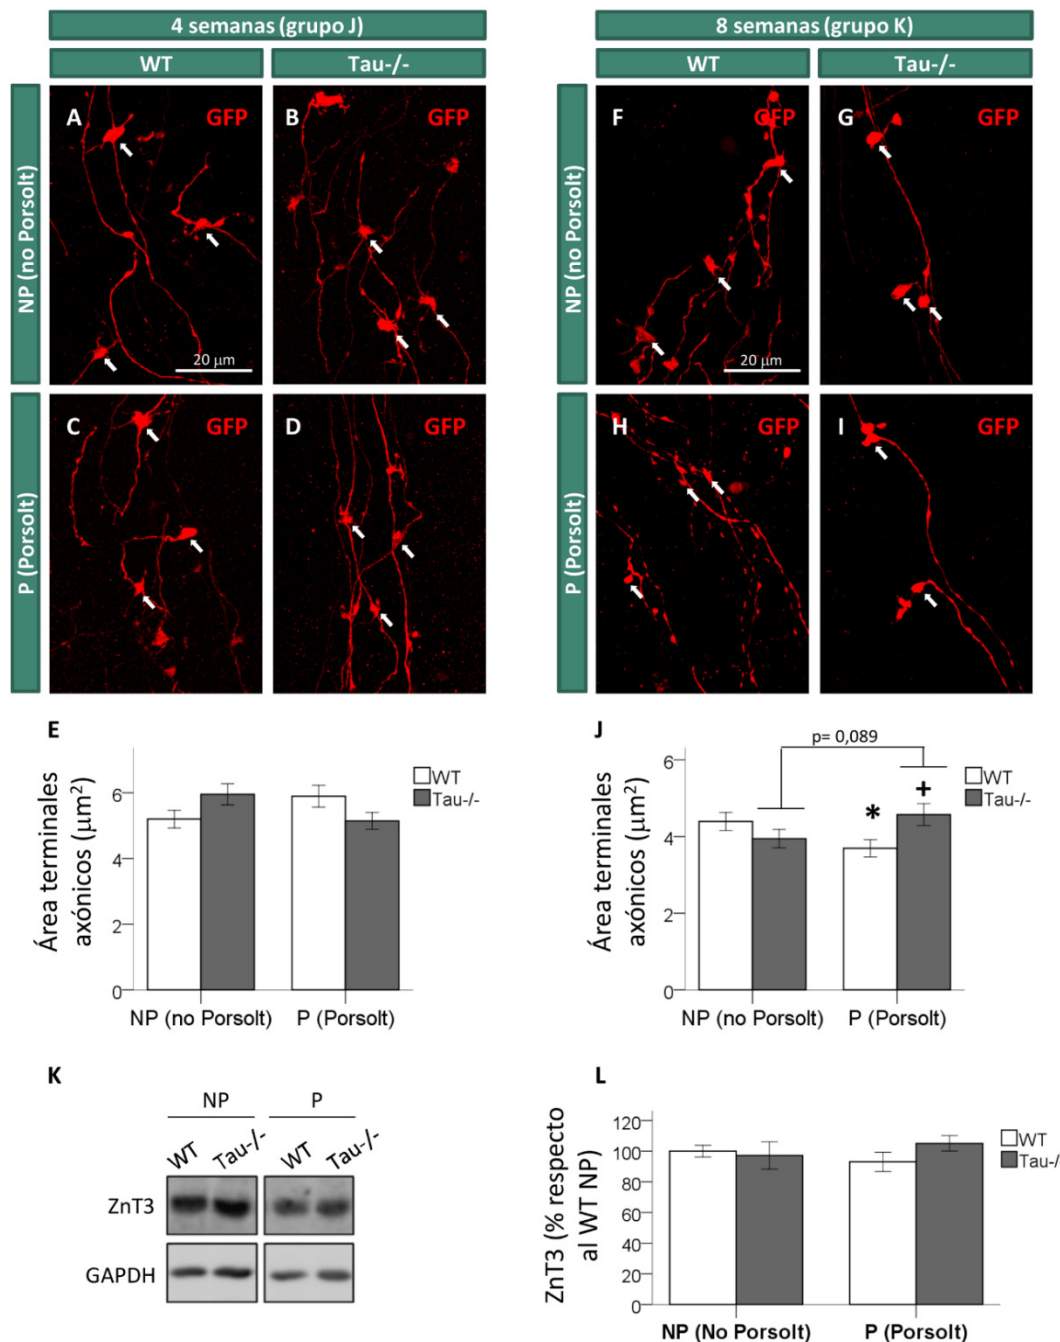 4 semanas (grupo J)
8 semanas (grupo K)
WT
Tau-/-
WT
Tau-/-
NP (no Porsolt)
A
GFP
B
GFP
20 µm
NP (no Porsolt)
F
GFP
G
GFP
20 µm
P (Porsolt)
C
GFP
D
GFP
P (Porsolt)
H
GFP
I
GFP
E
Área terminales
axónicos (µm²)
6
4
2
0
WT
Tau-/-
NP (no Porsolt)
P (Porsolt)
J
p= 0,089
Área terminales
axónicos (µm²)
6
4
2
0
*
+
WT
Tau-/-
NP (no Porsolt)
P (Porsolt)
K
NP
P
WT
Tau-/-
WT
Tau-/-
ZnT3
GAPDH
L
ZnT3 (% respecto
al WT NP)
120
100
80
60
40
20
0
WT
Tau-/
NP (No Porsolt)
P (Porsolt)